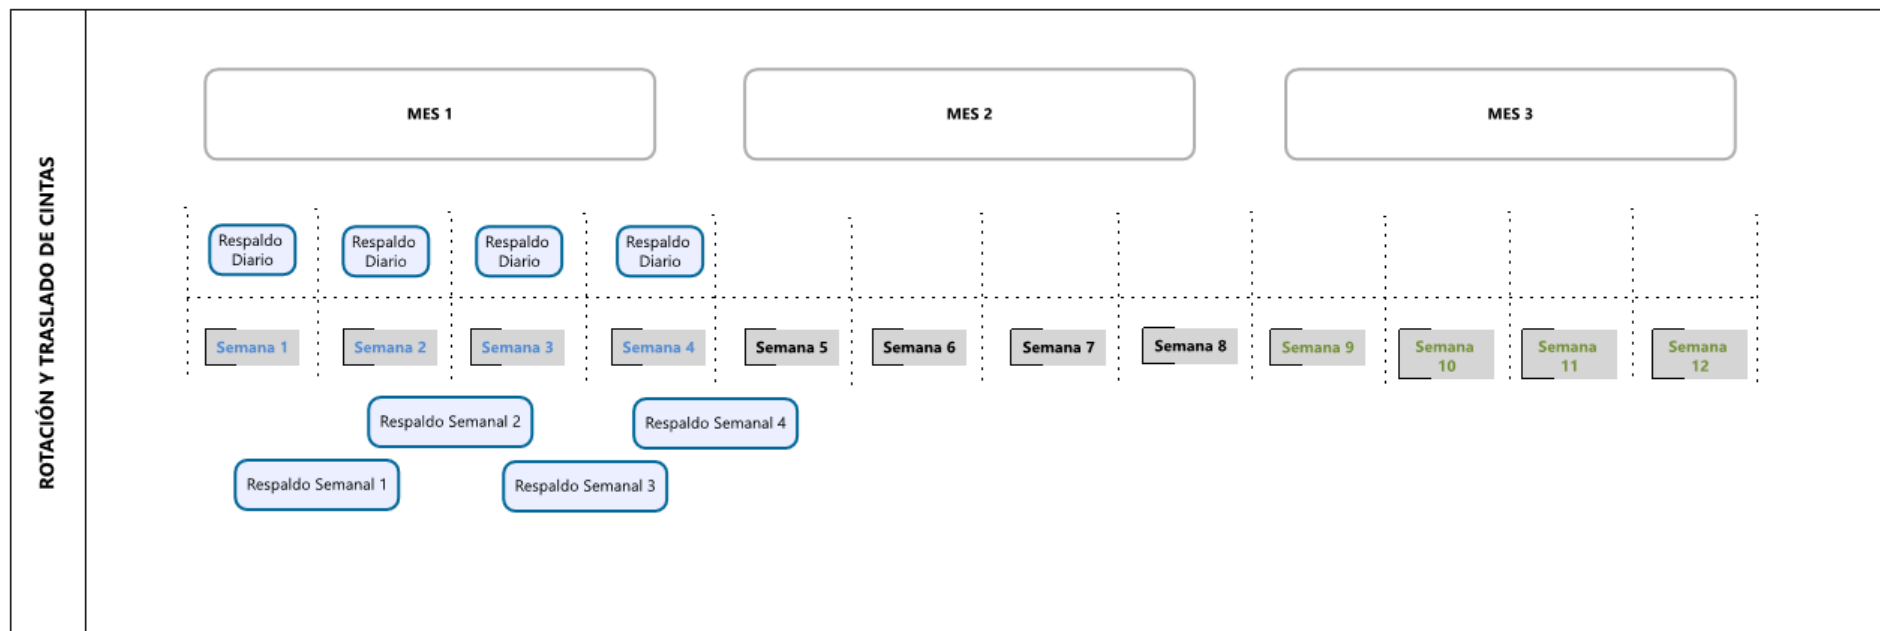 ROTACIÓN Y TRASLADO DE CINTAS
MES 1
MES 2
MES 3
Respaldo
Diario
Respaldo
Diario
Respaldo
Diario
Respaldo
Diario
Semana 1
Semana 2
Semana 3
Semana 4
Semana 5
Semana 6
Semana 7
Semana 8
Semana 9
Semana
10
Semana
11
Semana
12
Respaldo Semanal 2
Respaldo Semanal 4
Respaldo Semanal 1
Respaldo Semanal 3